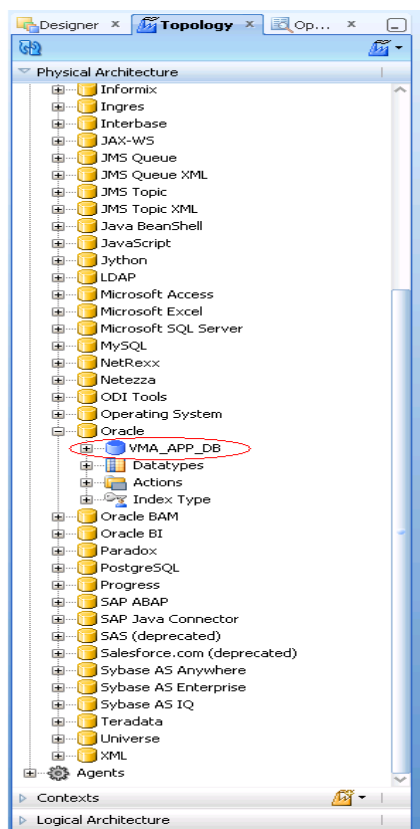 Designer Topology Op...
Physical Architecture
Informix
Ingres
Interbase
JAX-WS
JMS Queue
JMS Queue XML
JMS Topic
JMS Topic XML
Java BeanShell
JavaScript
Jython
LDAP
Microsoft Access
Microsoft Excel
Microsoft SQL Server
MySQL
NetRexx
Netezza
ODI Tools
Operating System
Oracle
VMA_APP_DB
Datatypes
Actions
Index Type
Oracle BAM
Oracle BI
Paradox
PostgreSQL
Progress
SAP ABAP
SAP Java Connector
SAS (deprecated)
Salesforce.com (deprecated)
Sybase AS Anywhere
Sybase AS Enterprise
Sybase AS IQ
Teradata
Universe
XML
Agents
Contexts
Logical Architecture